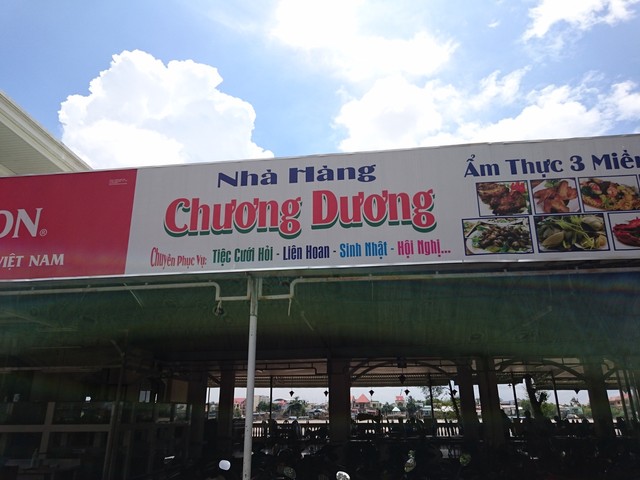 ON®
VIỆT NAM
Nhà Hàng
Chương Dương
Chuyên Phục Vụ: Tiệc Cưới Hỏi - Liên Hoan - Sinh Nhật - Hội Nghị...
Ẩm Thực 3 Miền